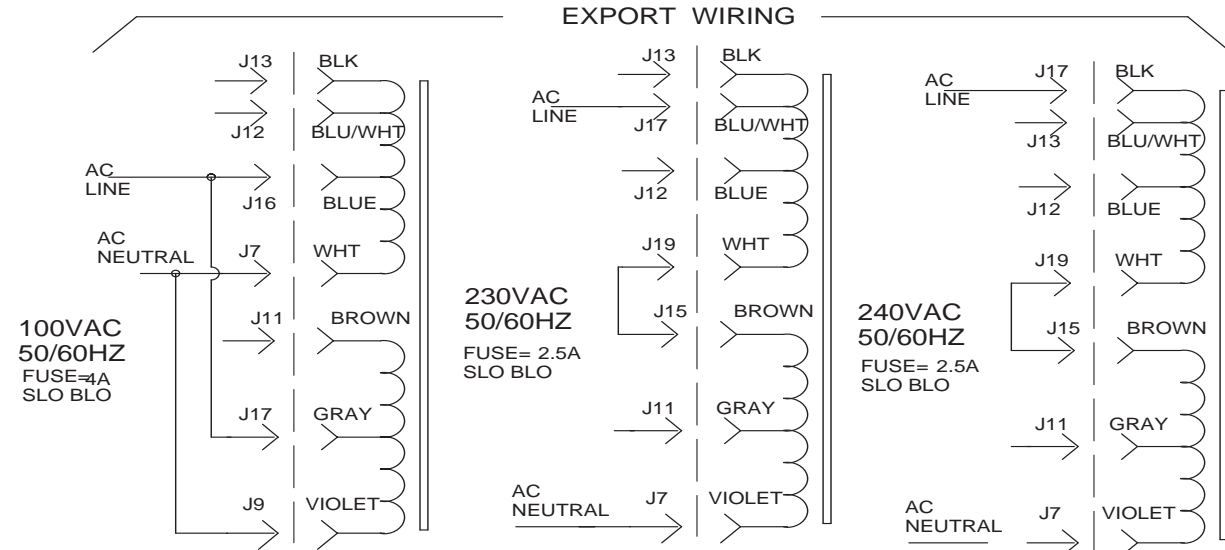 EXPORT WIRING
J13 BLK
J12 BLU/WHT
AC
LINE
J16 BLUE
AC
NEUTRAL
J7 WHT
J11 BROWN
100VAC
50/60HZ
FUSE=4A
SLO BLO
J17 GRAY
J9 VIOLET
J13 BLK
AC
LINE
J17 BLU/WHT
J12 BLUE
J19 WHT
230VAC
50/60HZ
FUSE= 2.5A
SLO BLO
J15 BROWN
J11 GRAY
AC
NEUTRAL
J7 VIOLET
J17 BLK
AC
LINE
J13 BLU/WHT
J12 BLUE
J19 WHT
240VAC
50/60HZ
FUSE= 2.5A
SLO BLO
J15 BROWN
J11 GRAY
AC
NEUTRAL
J7 VIOLET